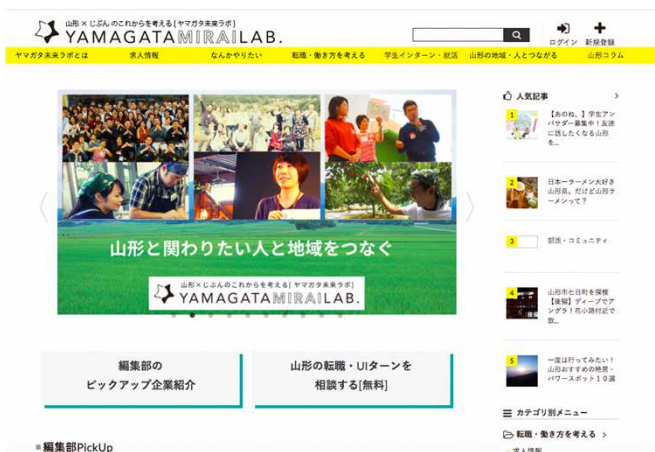 山形 × じぶん のこれからを考える [ ヤマガタ未来ラボ ]
YAMAGATA MIRAI LAB.
ログイン
新規登録
ヤマガタ未来ラボとは 求人情報 なんかやりたい 転職・働き方を考える 学生インターン・就活 山形の地域・人とつながる 山形コラム
山形と関わりたい人と地域をつなぐ
山形×じぶんのこれからを考える[ ヤマガタ未来ラボ ]
YAMAGATA MIRAI LAB.
編集部の
ピックアップ企業紹介
山形の転職・UIターンを
相談する[無料]
編集部PickUp
人気記事
1
【あのね、】学生アン
バサダー募集中！友達
に話したくなる山形
を…
2
日本一ラーメン大好き
山形県。だけど山形ラ
ーメンって？
3
部活・コミュニティ
4
山形市七日町を探検
【後編】ディープでア
ングラ！花小路付近で
飲…
5
一度は行ってみたい！
山形おすすめの絶景・
パワースポット１０選
カテゴリ別メニュー
転職・働き方を考える
求人情報